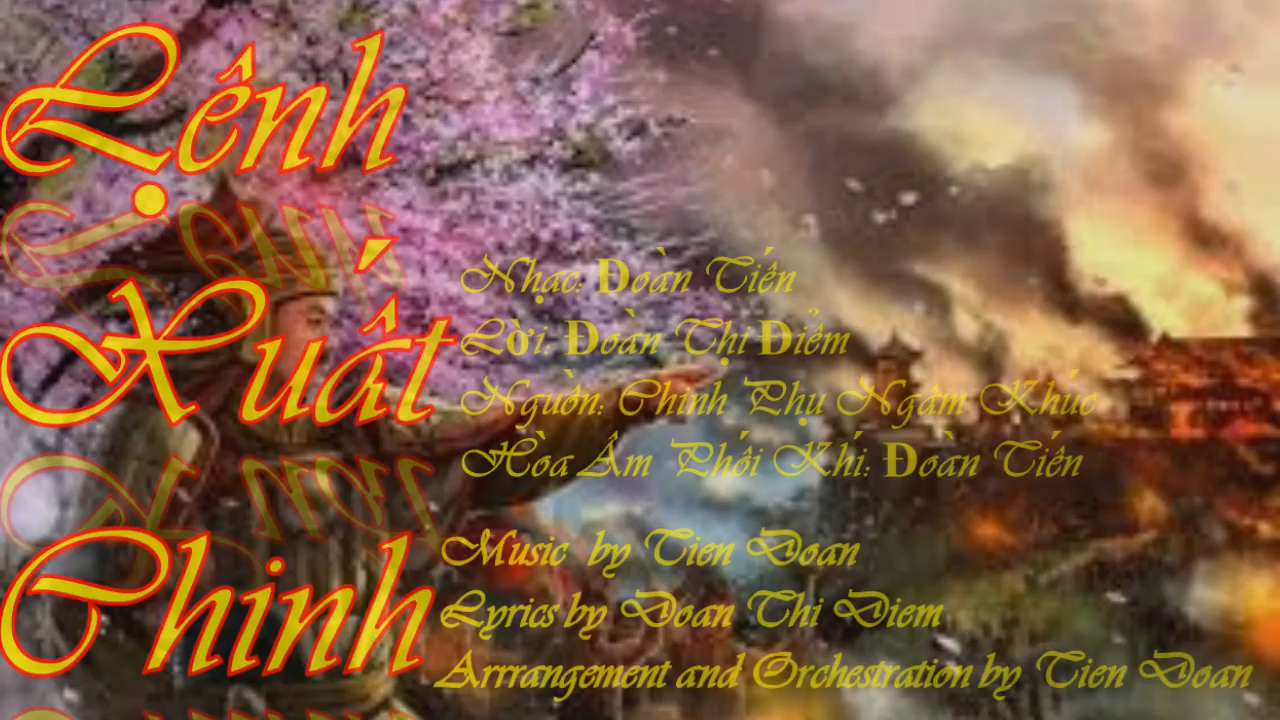 Lệnh
Xuất
Chinh
Nhạc: Đoàn Tiến
Lời: Đoàn Thị Điểm
Nguồn: Chinh Phụ Ngâm Khúc
Hòa Âm Phối Khí: Đoàn Tiến
Music by Tien Doan
Lyrics by Doan Thi Diem
Arrrangement and Orchestration by Tien Doan